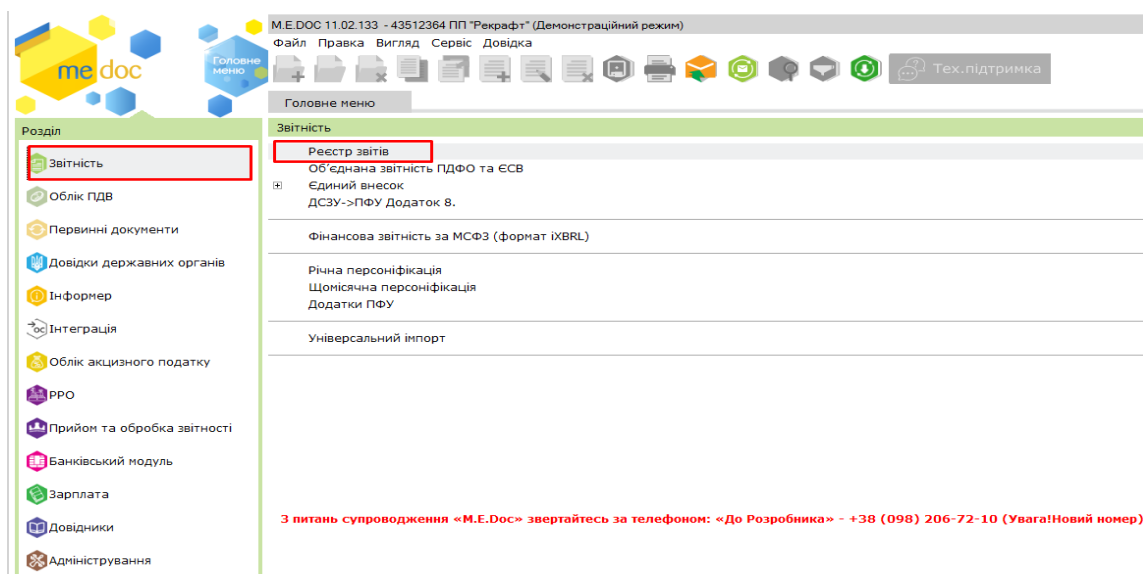 M.E.DOC 11.02.133 - 43512364 ПП "Рекрафт" (Демонстраційний режим)
Файл Правка Вигляд Сервіс Довідка
me doc
Головне
меню
Тех.підтримка
Головне меню
Розділ
Звітність
Звітність
Облік ПДВ
Первинні документи
Довідки державних органів
Інформер
Інтеграція
Облік акцизного податку
РРО
Прийом та обробка звітності
Банківський модуль
Зарплата
Довідники
Адміністрування
Реєстр звітів
Об'єднана звітність ПДФО та ЄСВ
Єдиний внесок
ДСЗУ->ПФУ Додаток 8.
Фінансова звітність за МСФЗ (формат iXBRL)
Річна персоніфікація
Щомісячна персоніфікація
Додатки ПФУ
Універсальний імпорт
З питань супроводження «M.E.Doc» звертайтесь за телефоном: «До Розробника» - +38 (098) 206-72-10 (Увага!Новий номер)